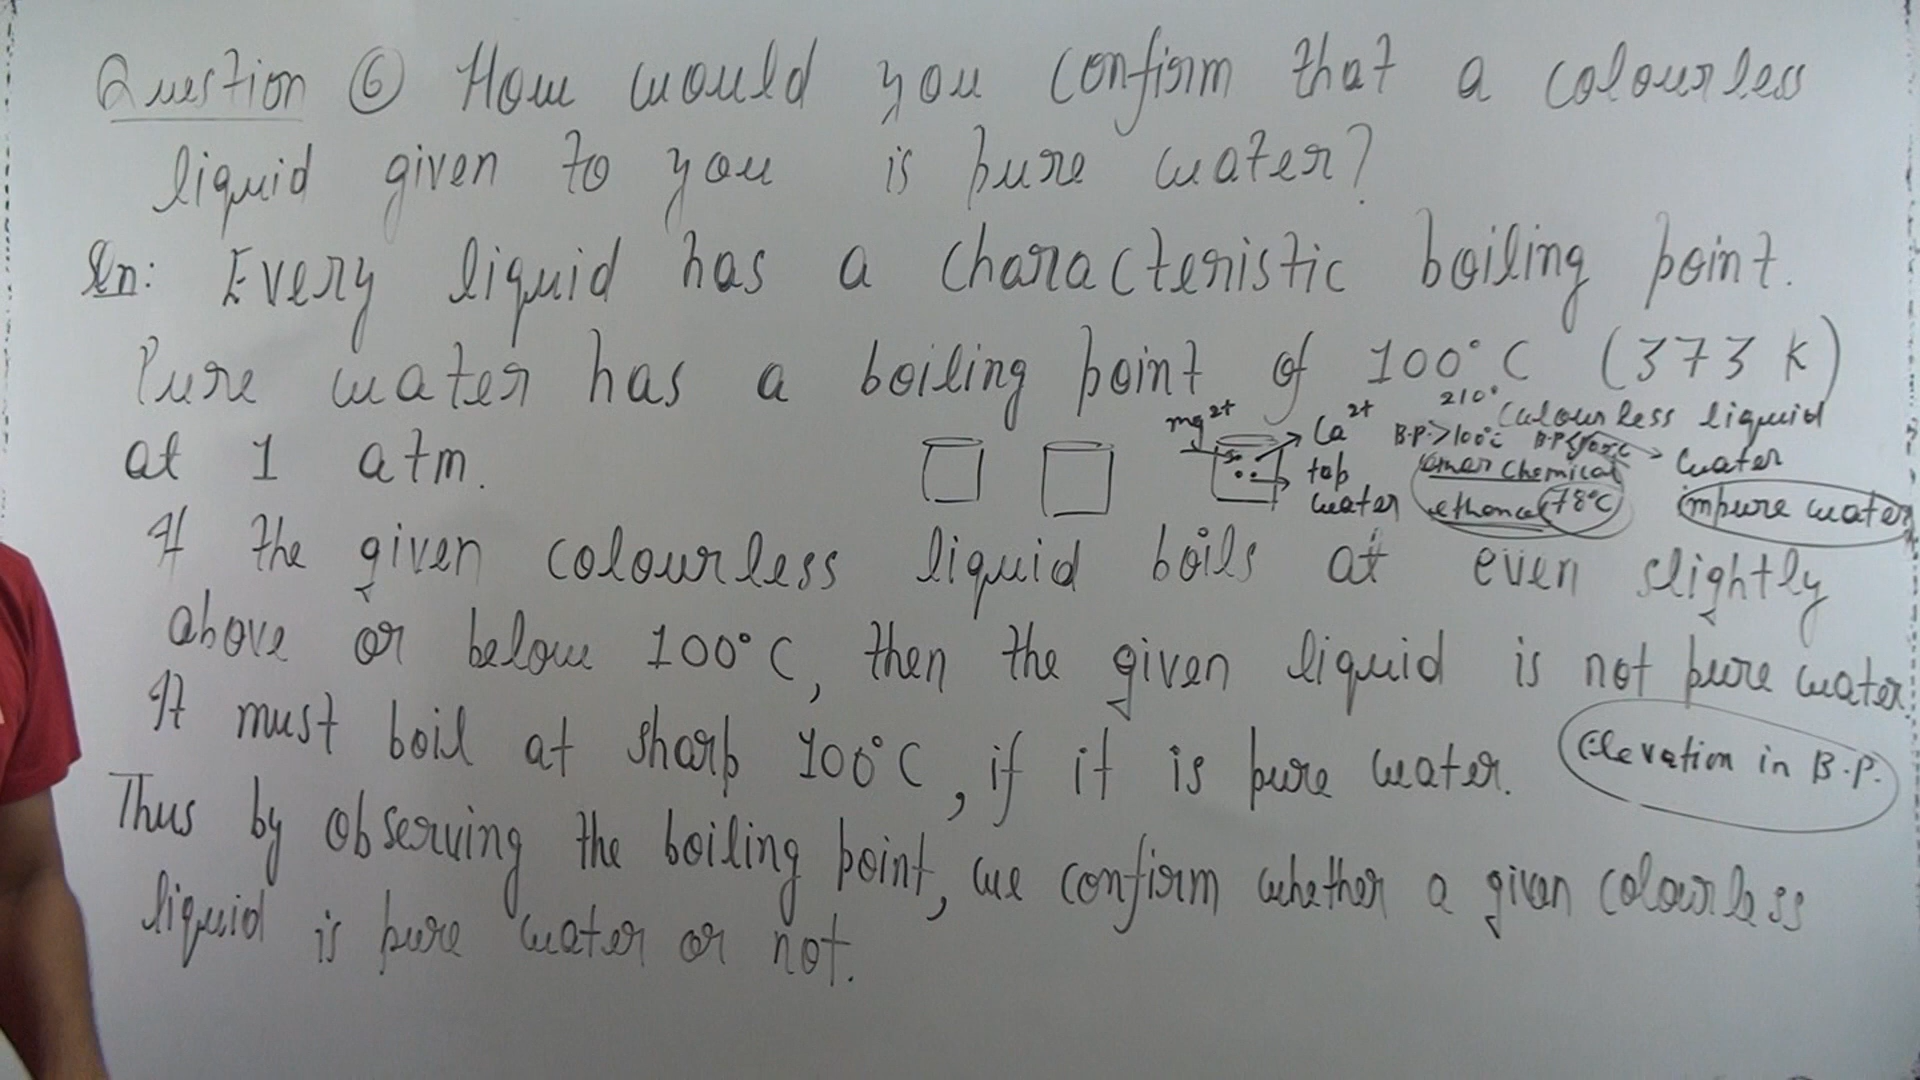 Question ⑥ How would you confirm that a colourless
liquid given to you is pure water?
Sn: Every liquid has a characteristic boiling point.
Pure water has a boiling point of 100°C (373 K)
at 1 atm.
mg2+
Ca2+
tap
water
210°
B.P.>100°C
other chemical
ethanol 78°C
Colourless liquid
water
impure water
If the given colourless liquid boils at even slightly
above or below 100°C, then the given liquid is not pure water.
It must boil at sharp 100°C, if it is pure water.
Elevation in B.P.
Thus by observing the boiling point, we confirm whether a given colourless
liquid is pure water or not.